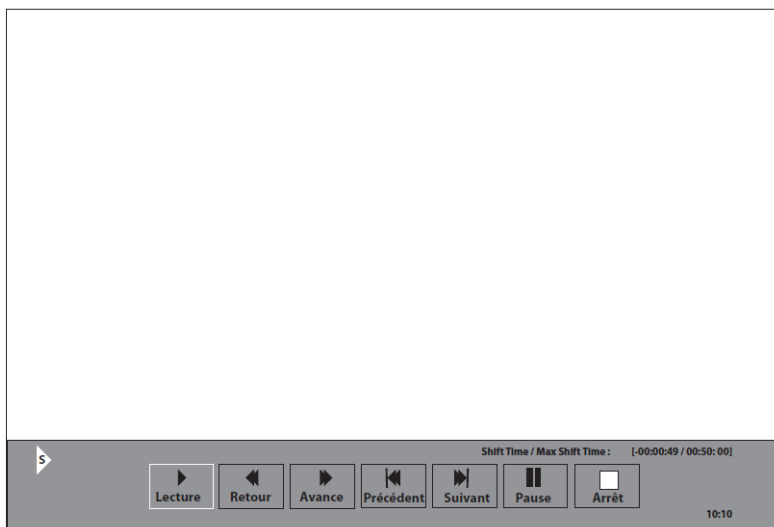 Shift Time / Max Shift Time : [-00:00:49 / 00:50: 00]
S
Lecture Retour Avance Précédent Suivant Pause Arrêt
10:10